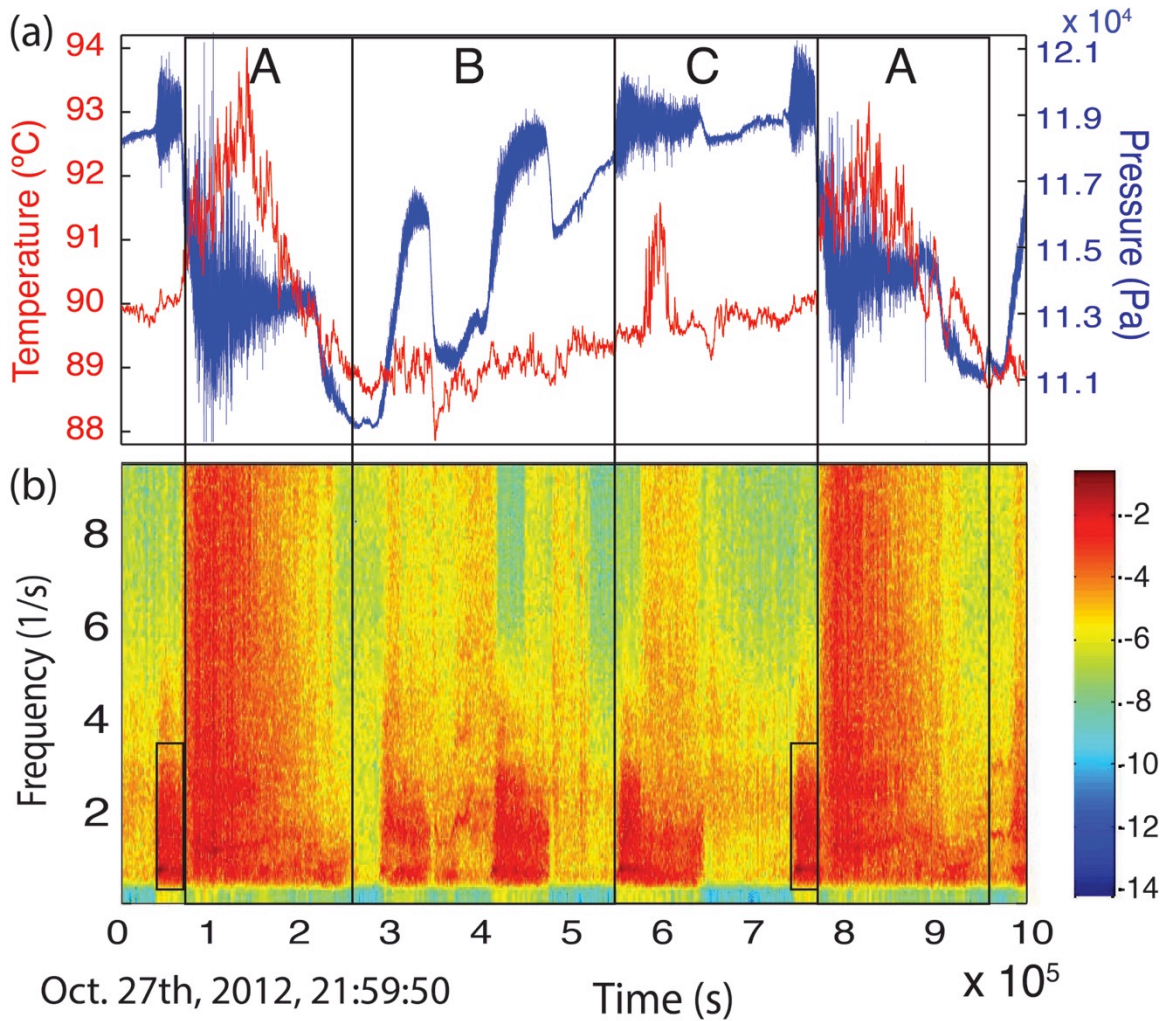 (a)
Temperature (ºC)
94
93
92
91
90
89
88
A
B
C
A
x 10⁴
12.1
11.9
11.7
11.5
11.3
11.1
Pressure (Pa)
(b)
Frequency (1/s)
8
6
4
2
0 1 2 3 4 5 6 7 8 9 10
x 10⁵
Oct. 27th, 2012, 21:59:50
Time (s)
-2
-4
-6
-8
-10
-12
-14